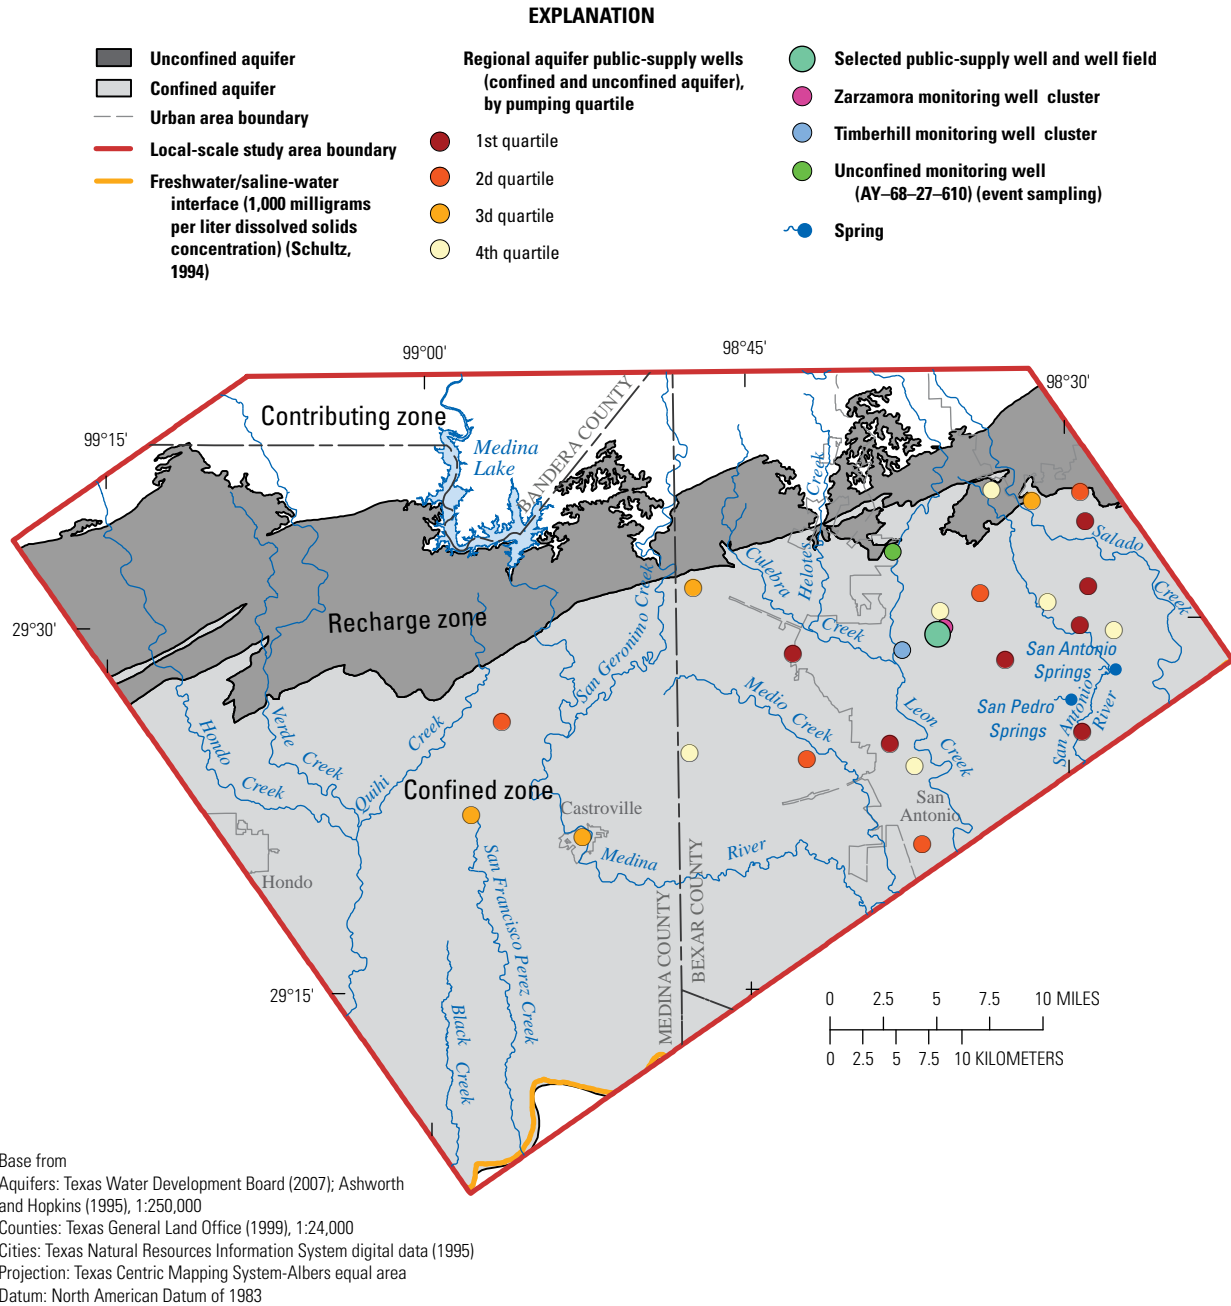 EXPLANATION
Unconfined aquifer
Confined aquifer
Urban area boundary
Local-scale study area boundary
Freshwater/saline-water
interface (1,000 milligrams
per liter dissolved solids
concentration) (Schultz,
1994)
Regional aquifer public-supply wells
(confined and unconfined aquifer),
by pumping quartile
1st quartile
2d quartile
3d quartile
4th quartile
Selected public-supply well and well field
Zarzamora monitoring well cluster
Timberhill monitoring well cluster
Unconfined monitoring well
(AY–68–27–610) (event sampling)
Spring
99°00'
98°45'
98°30'
99°15'
Contributing zone
Medina
Lake
BANDERA COUNTY
Creek
Helotes
Culebra
Creek
Salado
Creek
29°30'
Recharge zone
San Geronimo Creek
San Antonio
Springs
San Pedro
Springs
San Antonio
River
Medio Creek
Leon
Creek
Hondo
Creek
Verde
Creek
Quihi
Creek
Confined zone
Castroville
San
Antonio
Medina
River
Hondo
San Francisco Perez Creek
MEDINA COUNTY
BEXAR COUNTY
29°15'
Black Creek
0 2.5 5 7.5 10 MILES
0 2.5 5 7.5 10 KILOMETERS
Base from
Aquifers: Texas Water Development Board (2007); Ashworth
and Hopkins (1995), 1:250,000
Counties: Texas General Land Office (1999), 1:24,000
Cities: Texas Natural Resources Information System digital data (1995)
Projection: Texas Centric Mapping System-Albers equal area
Datum: North American Datum of 1983